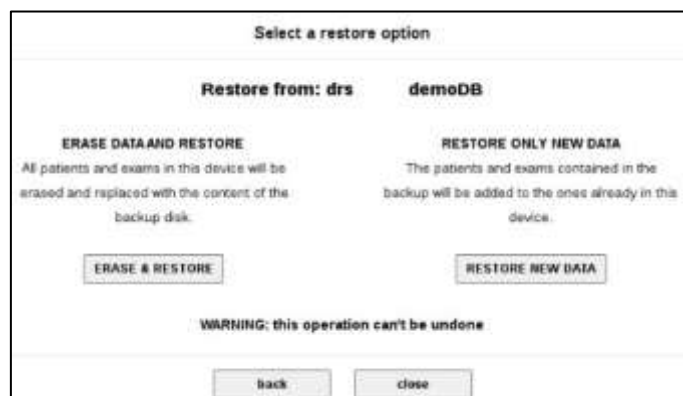 Select a restore option
Restore from: drs demoDB
ERASE DATA AND RESTORE
All patients and exams in this device will be
erased and replaced with the content of the
backup disk.
ERASE & RESTORE
RESTORE ONLY NEW DATA
The patients and exams contained in the
backup will be added to the ones already in this
device.
RESTORE NEW DATA
WARNING: this operation can't be undone
back
close